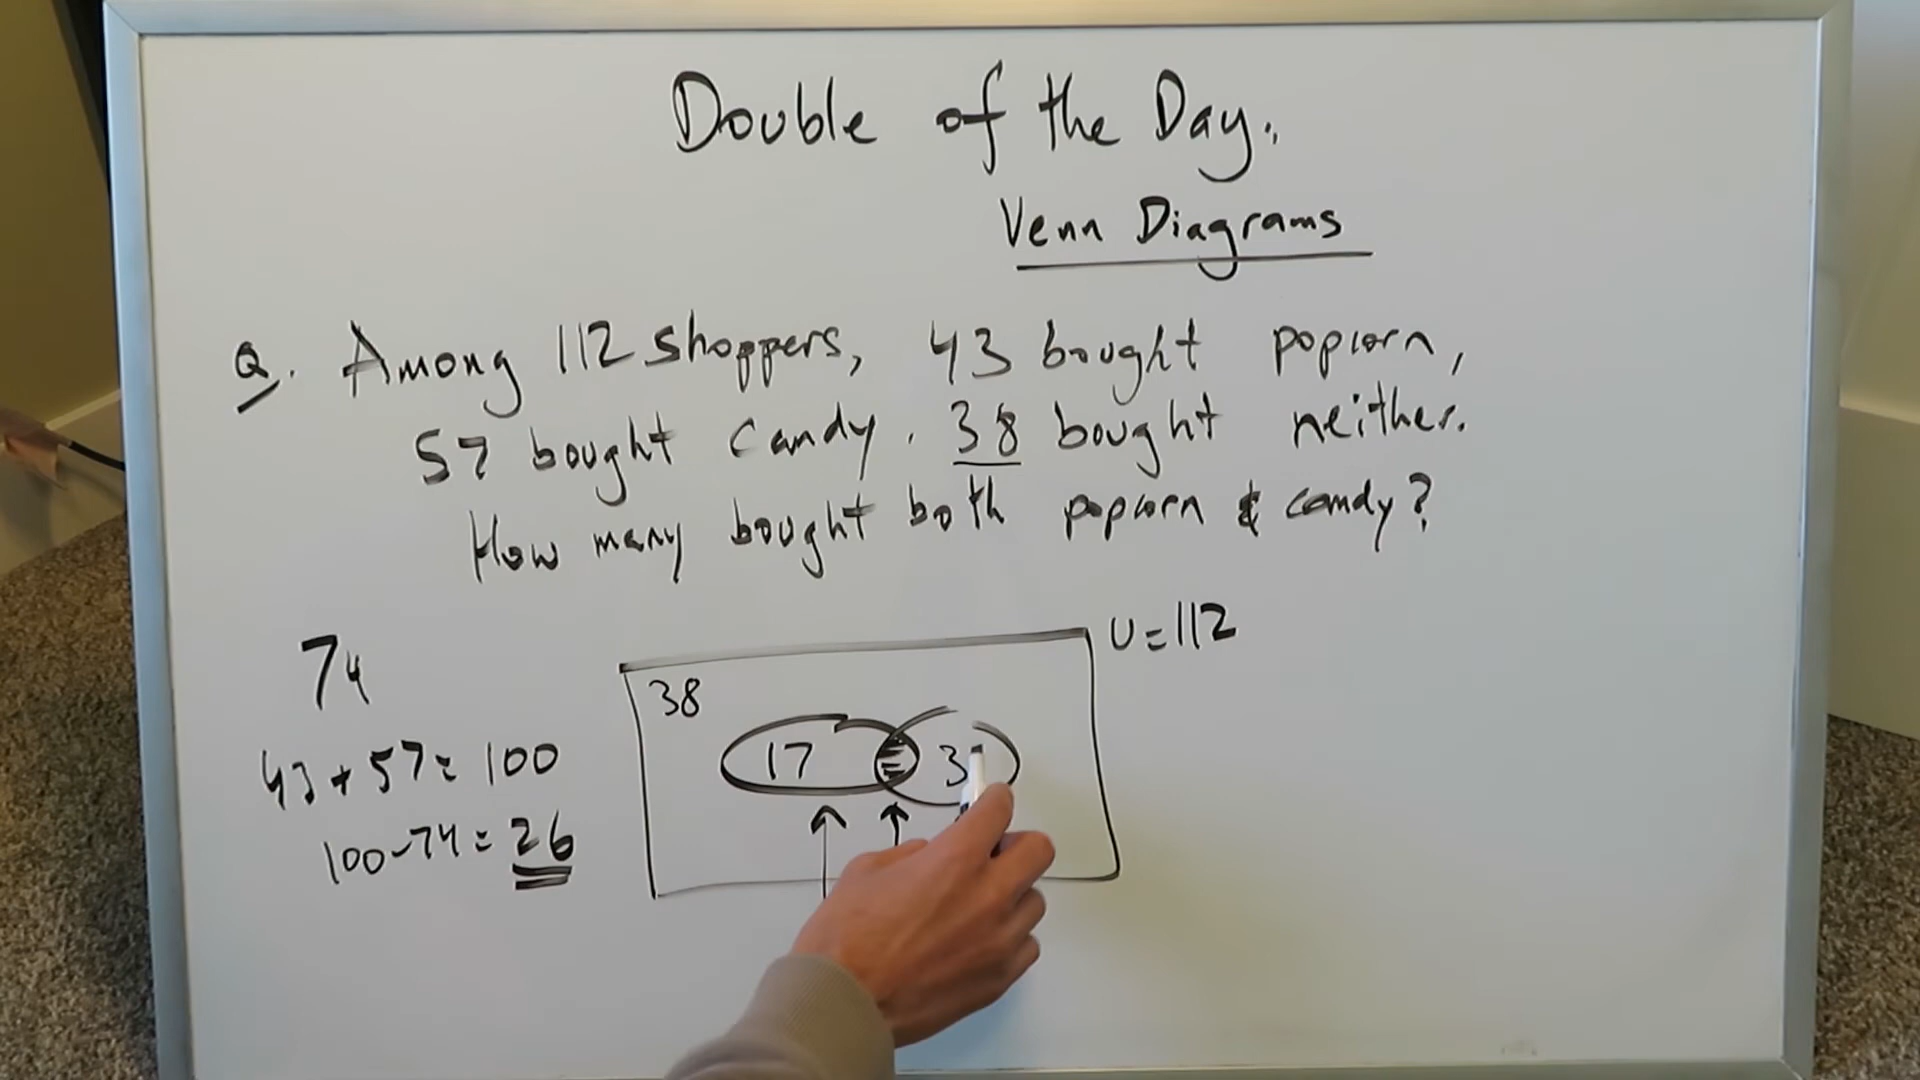 Double of the Day:
Venn Diagrams
Q. Among 112 shoppers, 43 bought popcorn,
57 bought candy. 38 bought neither.
How many bought both popcorn & candy?
74
43 + 57 = 100
100-74 = 26
U = 112
38
17